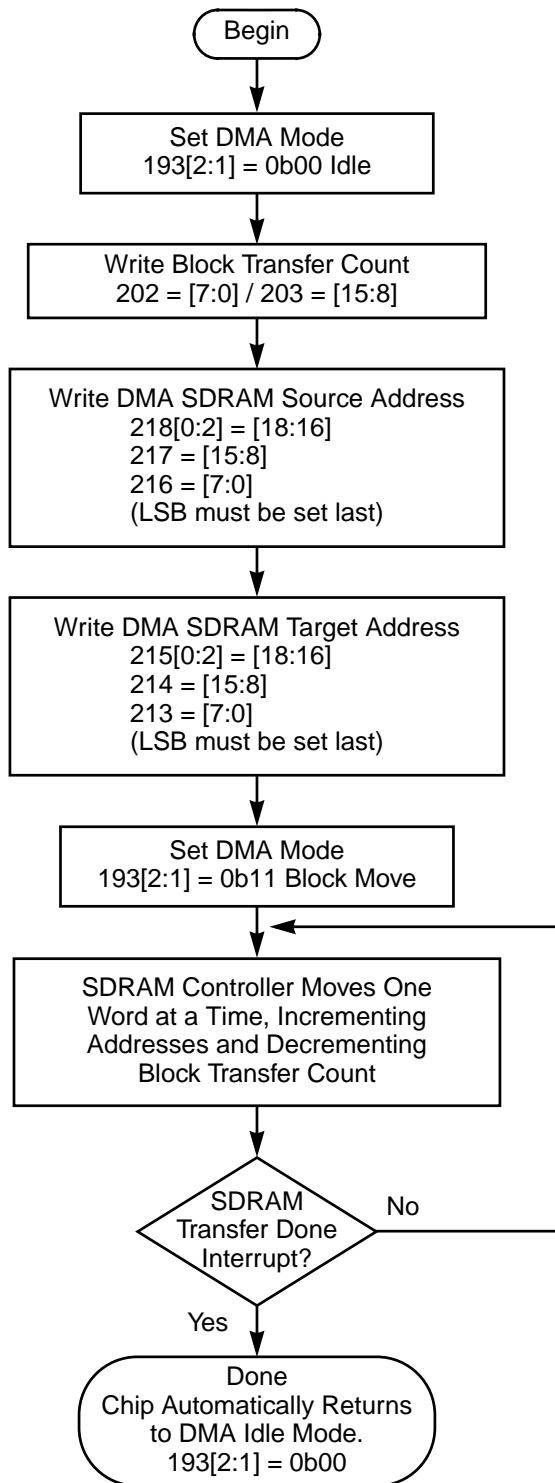 Begin
Set DMA Mode
193[2:1] = 0b00 Idle
Write Block Transfer Count
202 = [7:0] / 203 = [15:8]
Write DMA SDRAM Source Address
218[0:2] = [18:16]
217 = [15:8]
216 = [7:0]
(LSB must be set last)
Write DMA SDRAM Target Address
215[0:2] = [18:16]
214 = [15:8]
213 = [7:0]
(LSB must be set last)
Set DMA Mode
193[2:1] = 0b11 Block Move
SDRAM Controller Moves One
Word at a Time, Incrementing
Addresses and Decrementing
Block Transfer Count
SDRAM
Transfer Done
Interrupt?
No
Yes
Done
Chip Automatically Returns
to DMA Idle Mode.
193[2:1] = 0b00